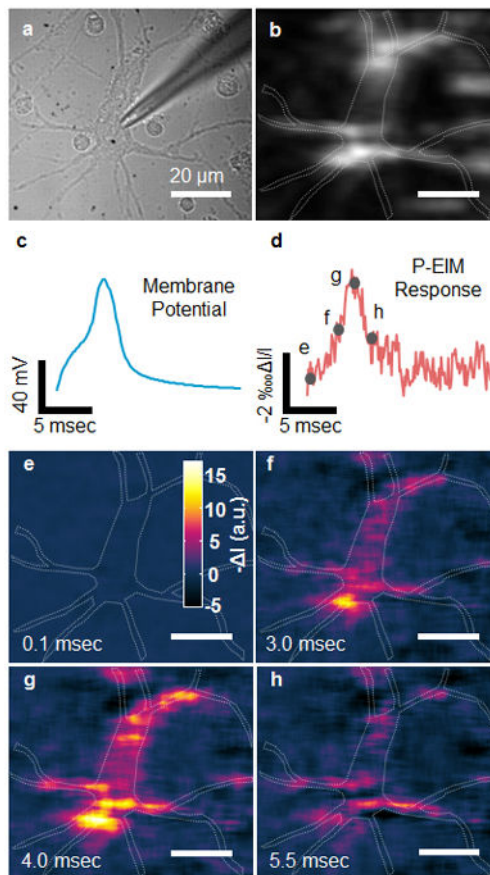 a
b
20 µm
c
d
Membrane
Potential
P-EIM
Response
g
f
h
e
40 mV
5 msec
-2 ‱ΔI/I
5 msec
e
f
15
10
5
0
-5
-ΔI (a.u.)
0.1 msec
3.0 msec
g
h
4.0 msec
5.5 msec